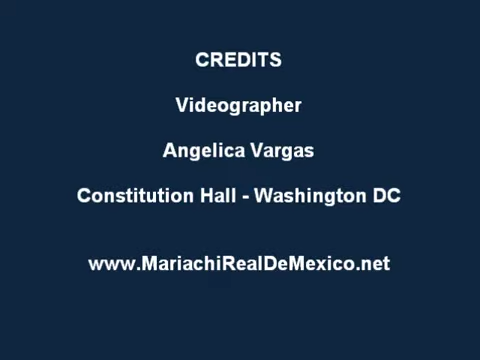 CREDITS
Videographer
Angelica Vargas
Constitution Hall - Washington DC
www.MariachiRealDeMexico.net